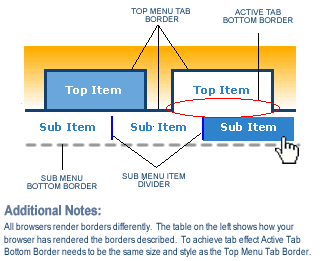 TOP MENU TAB
BORDER
ACTIVE TAB
BOTTOM BORDER
Top Item
Top Item
Sub Item
Sub Item
Sub Item
SUB MENU
BOTTOM BORDER
SUB MENU ITEM
DIVIDER
Additional Notes:
All browsers render borders differently. The table on the left shows how your
browser has rendered the borders described. To achieve tab effect Active Tab
Bottom Border needs to be the same size and style as the Top Menu Tab Border.